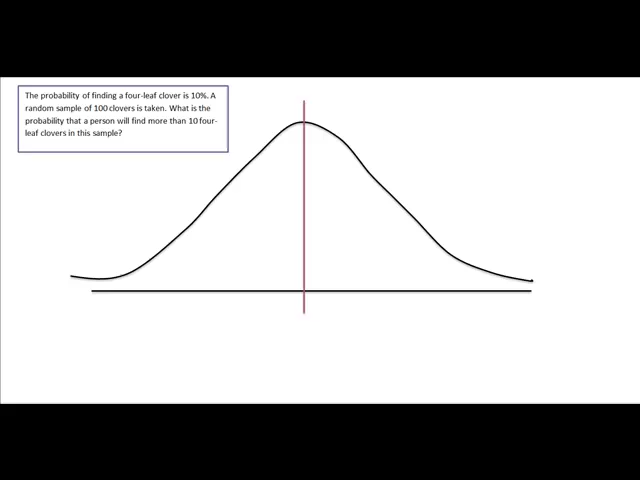 The probability of finding a four-leaf clover is 10%. A
random sample of 100 clovers is taken. What is the
probability that a person will find more than 10 four-
leaf clovers in this sample?